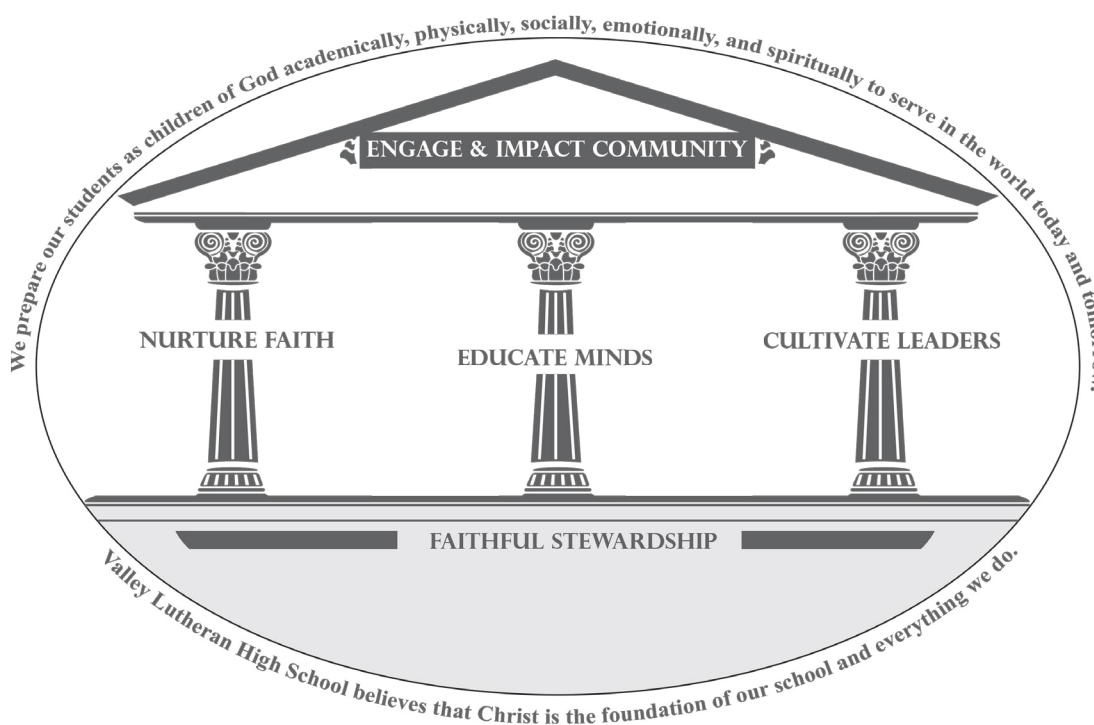 We prepare our students as children of God academically, physically, socially, emotionally, and spiritually to serve in the world today and tomorrow.
ENGAGE & IMPACT COMMUNITY
NURTURE FAITH
EDUCATE MINDS
CULTIVATE LEADERS
FAITHFUL STEWARDSHIP
Valley Lutheran High School believes that Christ is the foundation of our school and everything we do.